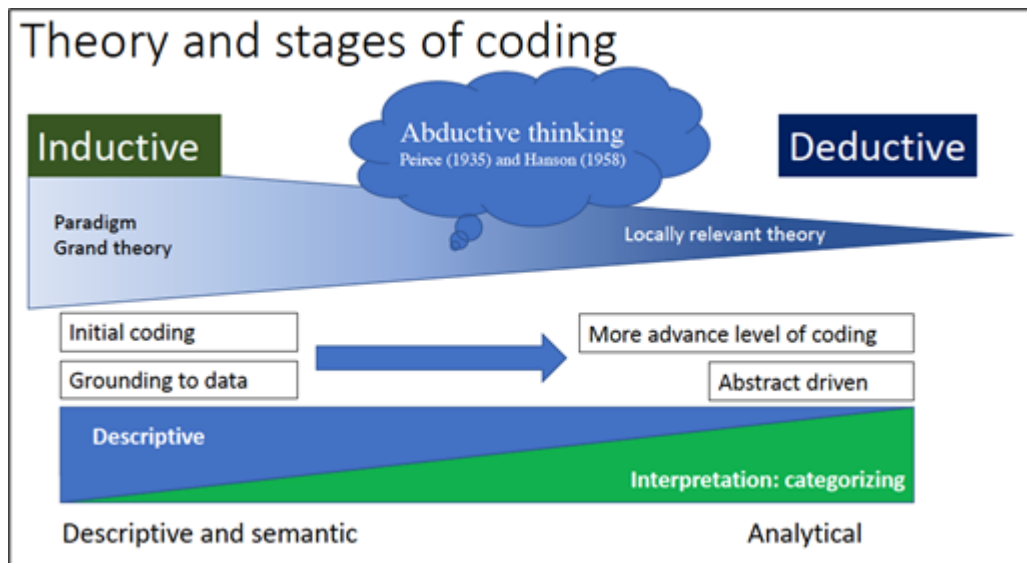 Theory and stages of coding
Abductive thinking
Peirce (1935) and Hanson (1958)
Inductive
Deductive
Paradigm
Grand theory
Locally relevant theory
Initial coding
More advance level of coding
Grounding to data
Abstract driven
Descriptive
Interpretation: categorizing
Descriptive and semantic
Analytical